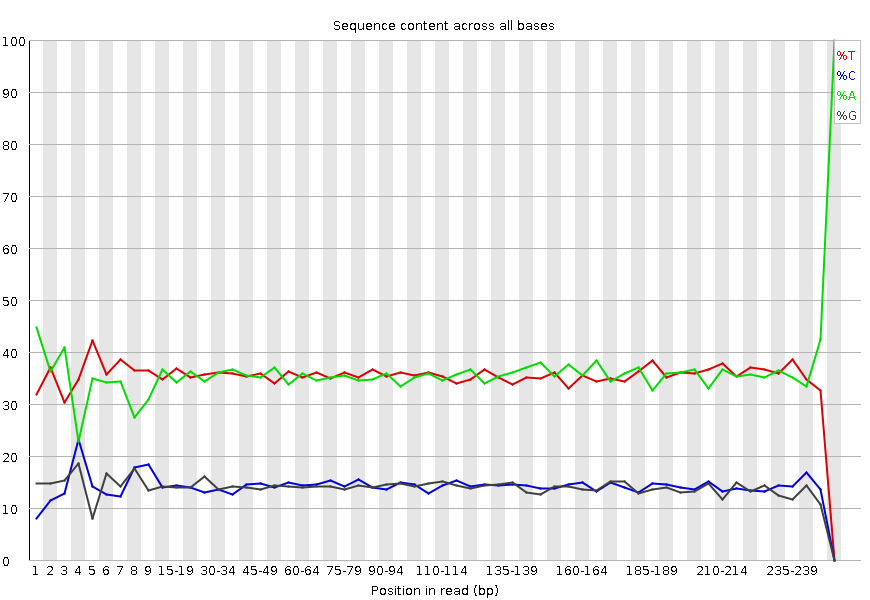 Sequence content across all bases
100
90
80
70
60
50
40
30
20
10
0
%T
%C
%A
%G
1 2 3 4 5 6 7 8 9 15-19 30-34 45-49 60-64 75-79 90-94 110-114 135-139 160-164 185-189 210-214 235-239
Position in read (bp)